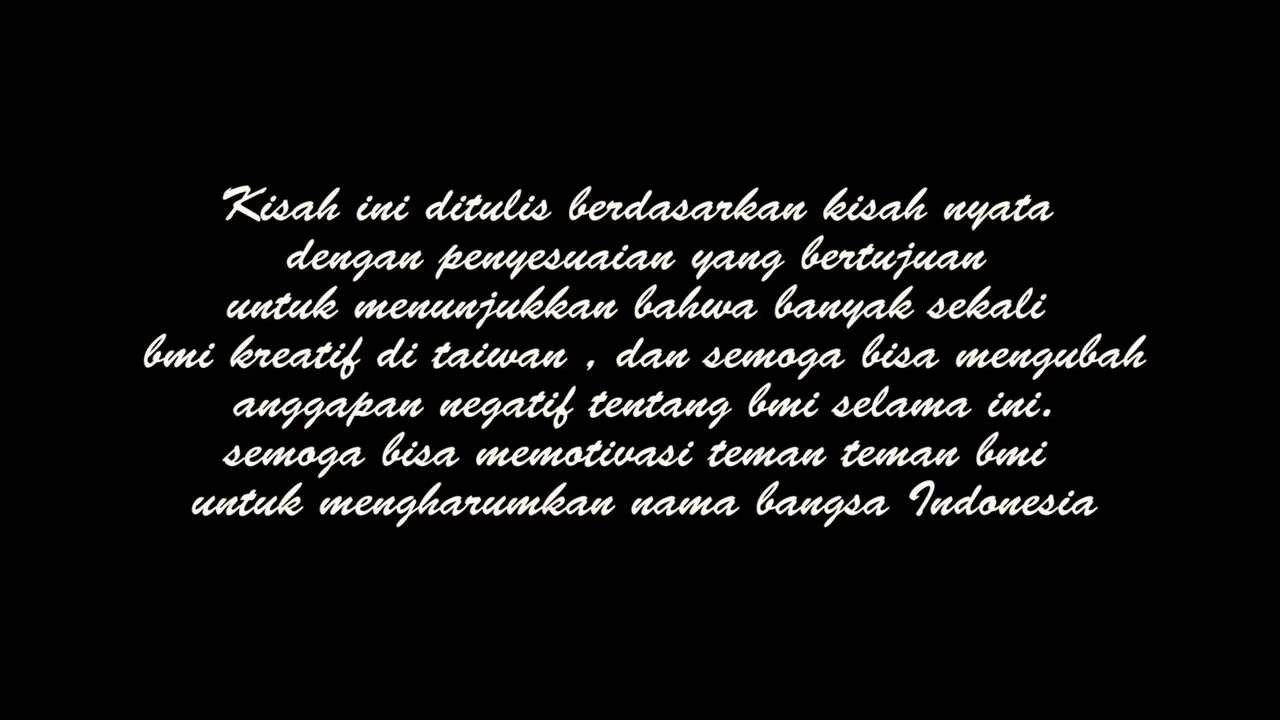 Kisah ini ditulis berdasarkan kisah nyata
dengan penyesuaian yang bertujuan
untuk menunjukkan bahwa banyak sekali
bmi kreatif di taiwan , dan semoga bisa mengubah
anggapan negatif tentang bmi selama ini.
semoga bisa memotivasi teman teman bmi
untuk mengharumkan nama bangsa Indonesia